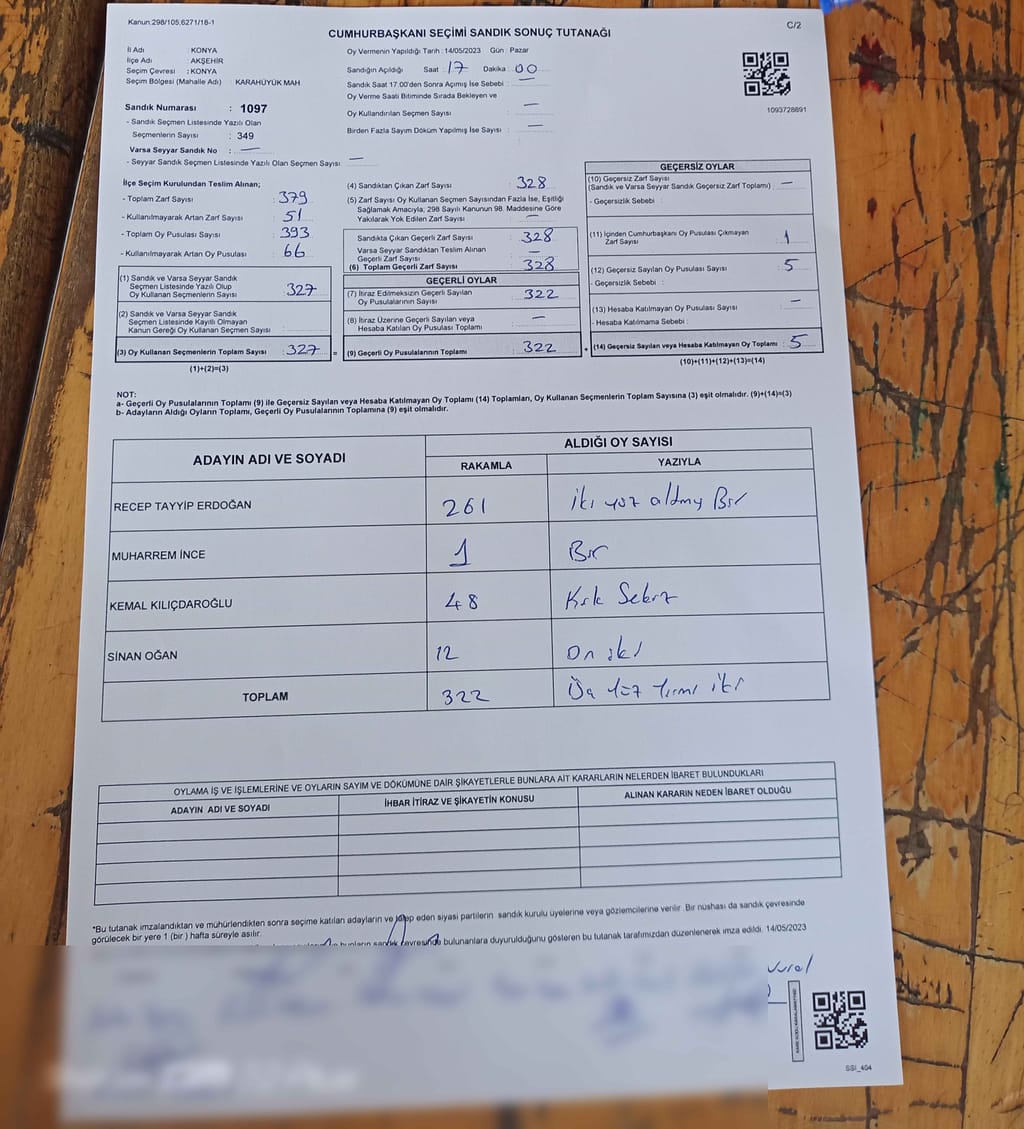 Kanun:298/105,6271/18-1
C/2
CUMHURBAŞKANI SEÇİMİ SANDIK SONUÇ TUTANAĞI
İl Adı : KONYA
İlçe Adı : AKŞEHİR
Seçim Çevresi : KONYA
Seçim Bölgesi (Mahalle Adı) : KARAHÜYÜK MAH
Sandık Numarası : 1097
- Sandık Seçmen Listesinde Yazılı Olan
Seçmenlerin Sayısı : 349
Varsa Seyyar Sandık No : —
- Seyyar Sandık Seçmen Listesinde Yazılı Olan Seçmen Sayısı : —
Oy Vermenin Yapıldığı Tarih : 14/05/2023 Gün : Pazar
Sandığın Açıldığı Saat : 17 Dakika : 00
Sandık Saat 17.00'den Sonra Açımış İse Sebebi : —
Oy Verme Saati Bitiminde Sırada Bekleyen ve
Oy Kullandırılan Seçmen Sayısı : —
Birden Fazla Sayım Döküm Yapılmış İse Sayısı : —
1093728891
İlçe Seçim Kurulundan Teslim Alınan;
- Toplam Zarf Sayısı : 379
- Kullanılmayarak Artan Zarf Sayısı : 51
- Toplam Oy Pusulası Sayısı : 393
- Kullanılmayarak Artan Oy Pusulası : 66
(1) Sandık ve Varsa Seyyar Sandık
Seçmen Listesinde Yazılı Olup
Oy Kullanan Seçmenlerin Sayısı : 327
(2) Sandık ve Varsa Seyyar Sandık
Seçmen Listesinde Kayıtlı Olmayan
Kanun Gereği Oy Kullanan Seçmen Sayısı :
(3) Oy Kullanan Seçmenlerin Toplam Sayısı : 327 =
(1)+(2)=(3)
(4) Sandıktan Çıkan Zarf Sayısı : 328
(5) Zarf Sayısı Oy Kullanan Seçmen Sayısından Fazla İse, Eşitliği
Sağlamak Amacıyla, 298 Sayılı Kanunun 98. Maddesine Göre
Yakılarak Yok Edilen Zarf Sayısı : —
Sandıkta Çıkan Geçerli Zarf Sayısı : 328
Varsa Seyyar Sandıktan Teslim Alınan
Geçerli Zarf Sayısı : —
(6) Toplam Geçerli Zarf Sayısı : 328
GEÇERLİ OYLAR
(7) İtiraz Edilmeksizin Geçerli Sayılan
Oy Pusulalarının Sayısı : 322
(8) İtiraz Üzerine Geçerli Sayılan veya
Hesaba Katılan Oy Pusulası Toplamı : —
(9) Geçerli Oy Pusulalarının Toplamı : 322 +
GEÇERSİZ OYLAR
(10) Geçersiz Zarf Sayısı
(Sandık ve Varsa Seyyar Sandık Geçersiz Zarf Toplamı) : —
- Geçersizlik Sebebi :
(11) İçinden Cumhurbaşkanı Oy Pusulası Çıkmayan
Zarf Sayısı : 1
(12) Geçersiz Sayılan Oy Pusulası Sayısı : 5
- Geçersizlik Sebebi :
(13) Hesaba Katılmayan Oy Pusulası Sayısı : —
- Hesaba Katılmama Sebebi :
(14) Geçersiz Sayılan veya Hesaba Katılmayan Oy Toplamı : 5
(10)+(11)+(12)+(13)=(14)
NOT:
a- Geçerli Oy Pusulalarının Toplamı (9) ile Geçersiz Sayılan veya Hesaba Katılmayan Oy Toplamı (14) Toplamları, Oy Kullanan Seçmenlerin Toplam Sayısına (3) eşit olmalıdır. (9)+(14)=(3)
b- Adayların Aldığı Oyların Toplamı, Geçerli Oy Pusulalarının Toplamına (9) eşit olmalıdır.
ADAYIN ADI VE SOYADI ALDIĞI OY SAYISI
RAKAMLA YAZIYLA
RECEP TAYYİP ERDOĞAN 261 iki yüz altmış Bir
MUHARREM İNCE 1 Bir
KEMAL KILIÇDAROĞLU 48 Kırk Sekiz
SİNAN OĞAN 12 On iki
TOPLAM 322 Üç Yüz Yirmi iki
OYLAMA İŞ VE İŞLEMLERİNE VE OYLARIN SAYIM VE DÖKÜMÜNE DAİR ŞİKAYETLERLE BUNLARA AİT KARARLARIN NELERDEN İBARET BULUNDUKLARI
ADAYIN ADI VE SOYADI İHBAR İTİRAZ VE ŞİKAYETİN KONUSU ALINAN KARARIN NEDEN İBARET OLDUĞU
*Bu tutanak imzalandıktan ve mühürlendikten sonra seçime katılan adayların ve talep eden siyasi partilerin sandık kurulu üyelerine veya gözlemcilerine verilir. Bir nüshası da sandık çevresinde
görülecek bir yere 1 (bir) hafta süreyle asılır.
bunların sandık çevresinde bulunanlara duyurulduğunu gösteren bu tutanak tarafımızdan düzenlenerek imza edildi. 14/05/2023
Vural
SSI_404